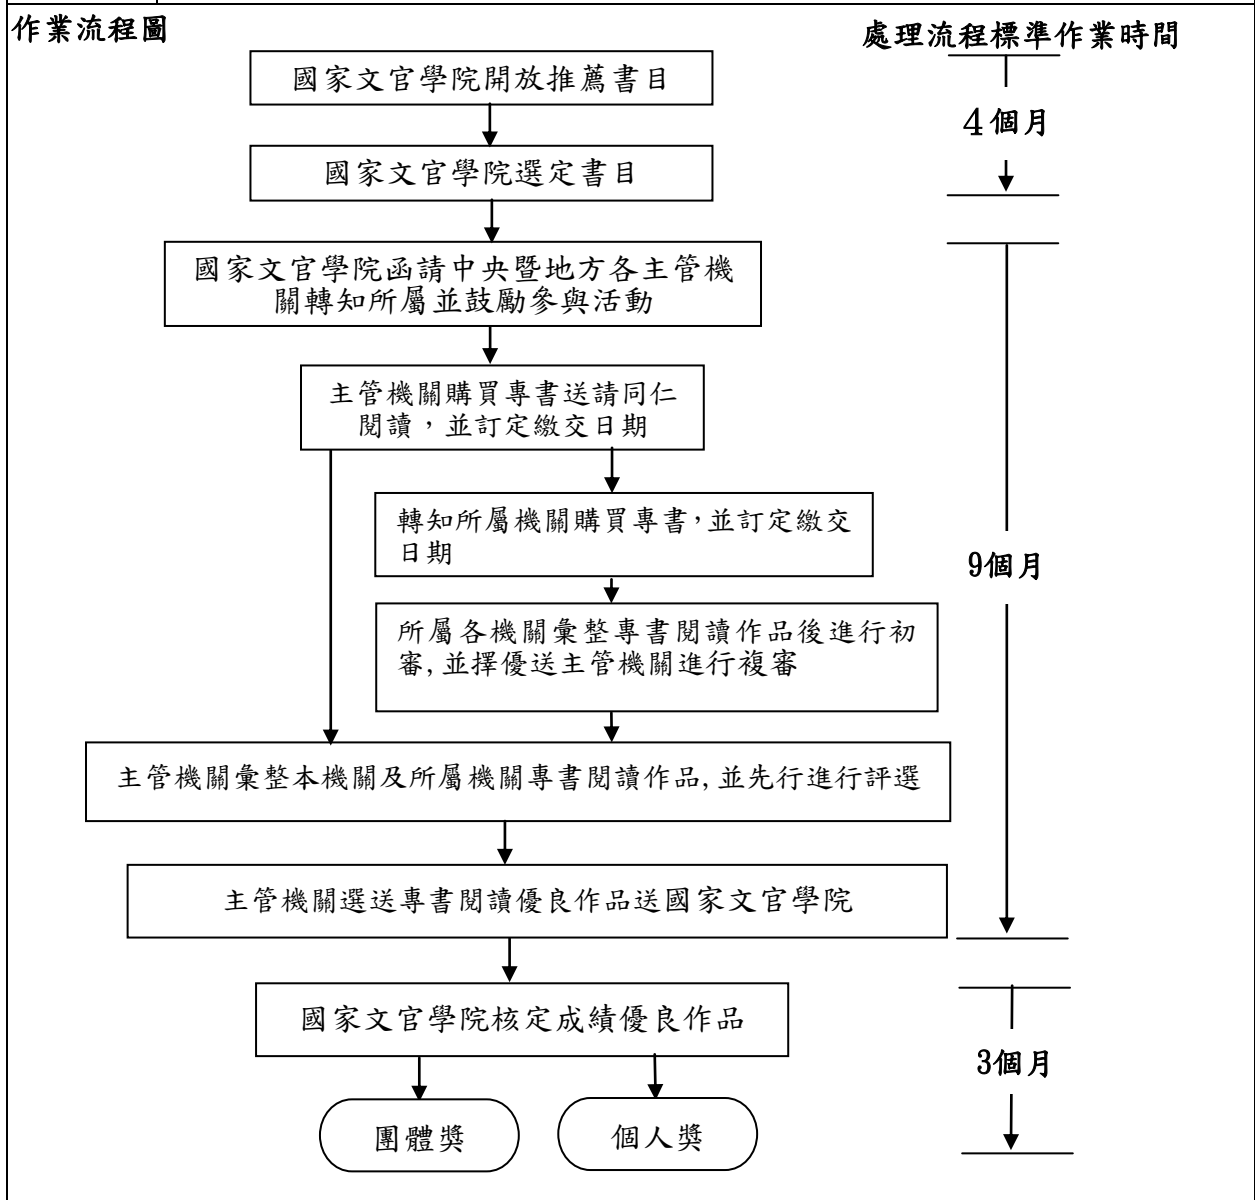 作業流程圖
處理流程標準作業時間
國家文官學院開放推薦書目
4個月
國家文官學院選定書目
國家文官學院函請中央暨地方各主管機
關轉知所屬並鼓勵參與活動
主管機關購買專書送請同仁
閱讀，並訂定繳交日期
轉知所屬機關購買專書，並訂定繳交
日期
9個月
所屬各機關彙整專書閱讀作品後進行初
審,並擇優送主管機關進行複審
主管機關彙整本機關及所屬機關專書閱讀作品,並先行進行評選
主管機關選送專書閱讀優良作品送國家文官學院
國家文官學院核定成績優良作品
3個月
團體獎
個人獎